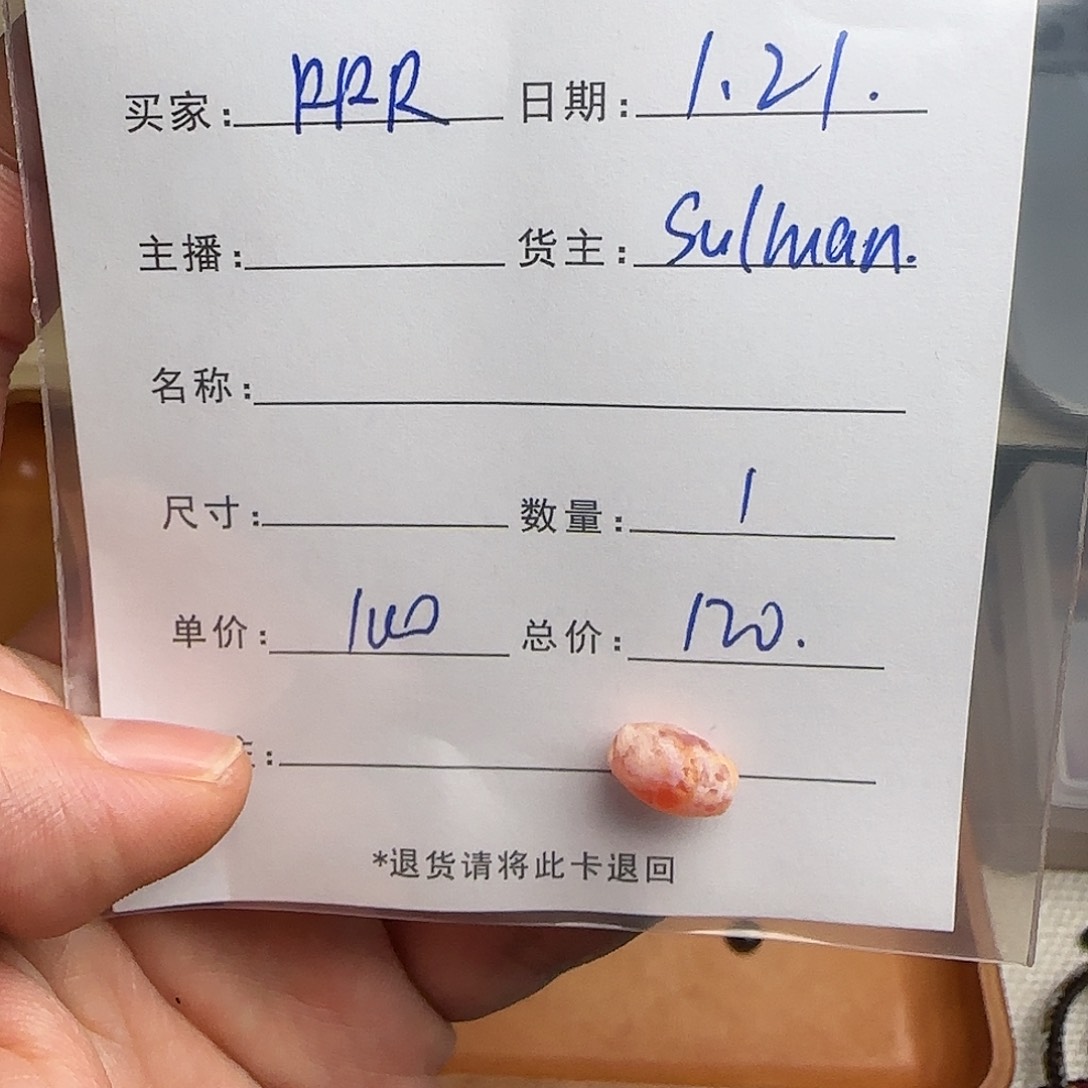 买家: RRR 日期: 1.21.
主播: 货主: Sulman.
名称:
尺寸: 数量: 1
单价: 100 总价: 120.
*退货请将此卡退回